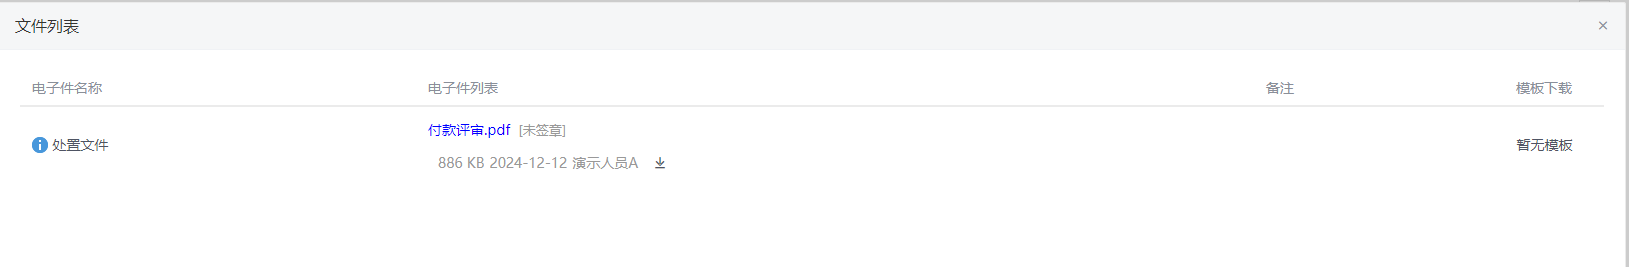 文件列表
电子件名称 电子件列表 备注 模板下载
付款评审.pdf [未签章]
处置文件 暂无模板
886 KB 2024-12-12 演示人员A